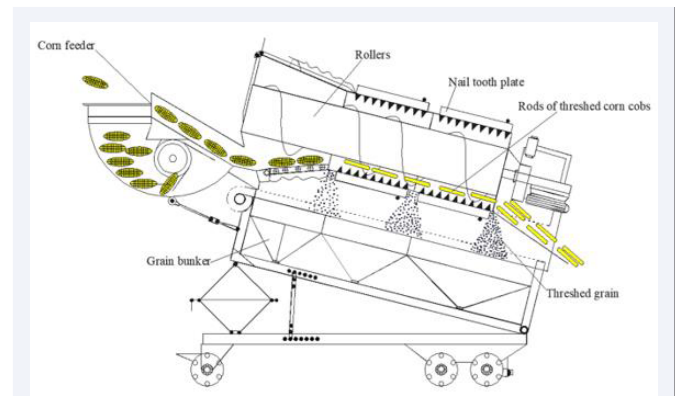 Corn feeder
Rollers
Nail tooth plate
Rods of threshed corn cobs
Grain bunker
Threshed grain